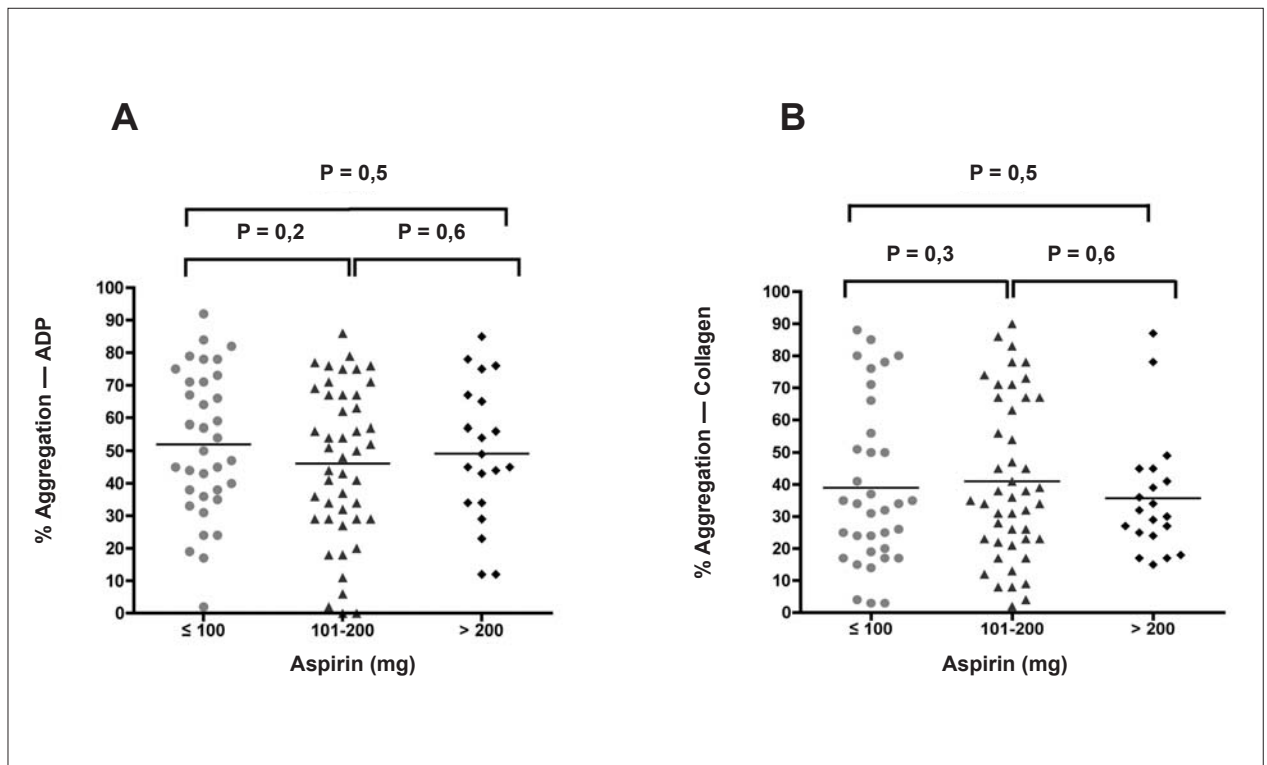 A
P = 0,5
P = 0,2
P = 0,6
100
90
80
70
60
50
40
30
20
10
0
% Aggregation — ADP
≤ 100
101-200
> 200
Aspirin (mg)
B
P = 0,5
P = 0,3
P = 0,6
100
90
80
70
60
50
40
30
20
10
0
% Aggregation — Collagen
≤ 100
101-200
> 200
Aspirin (mg)